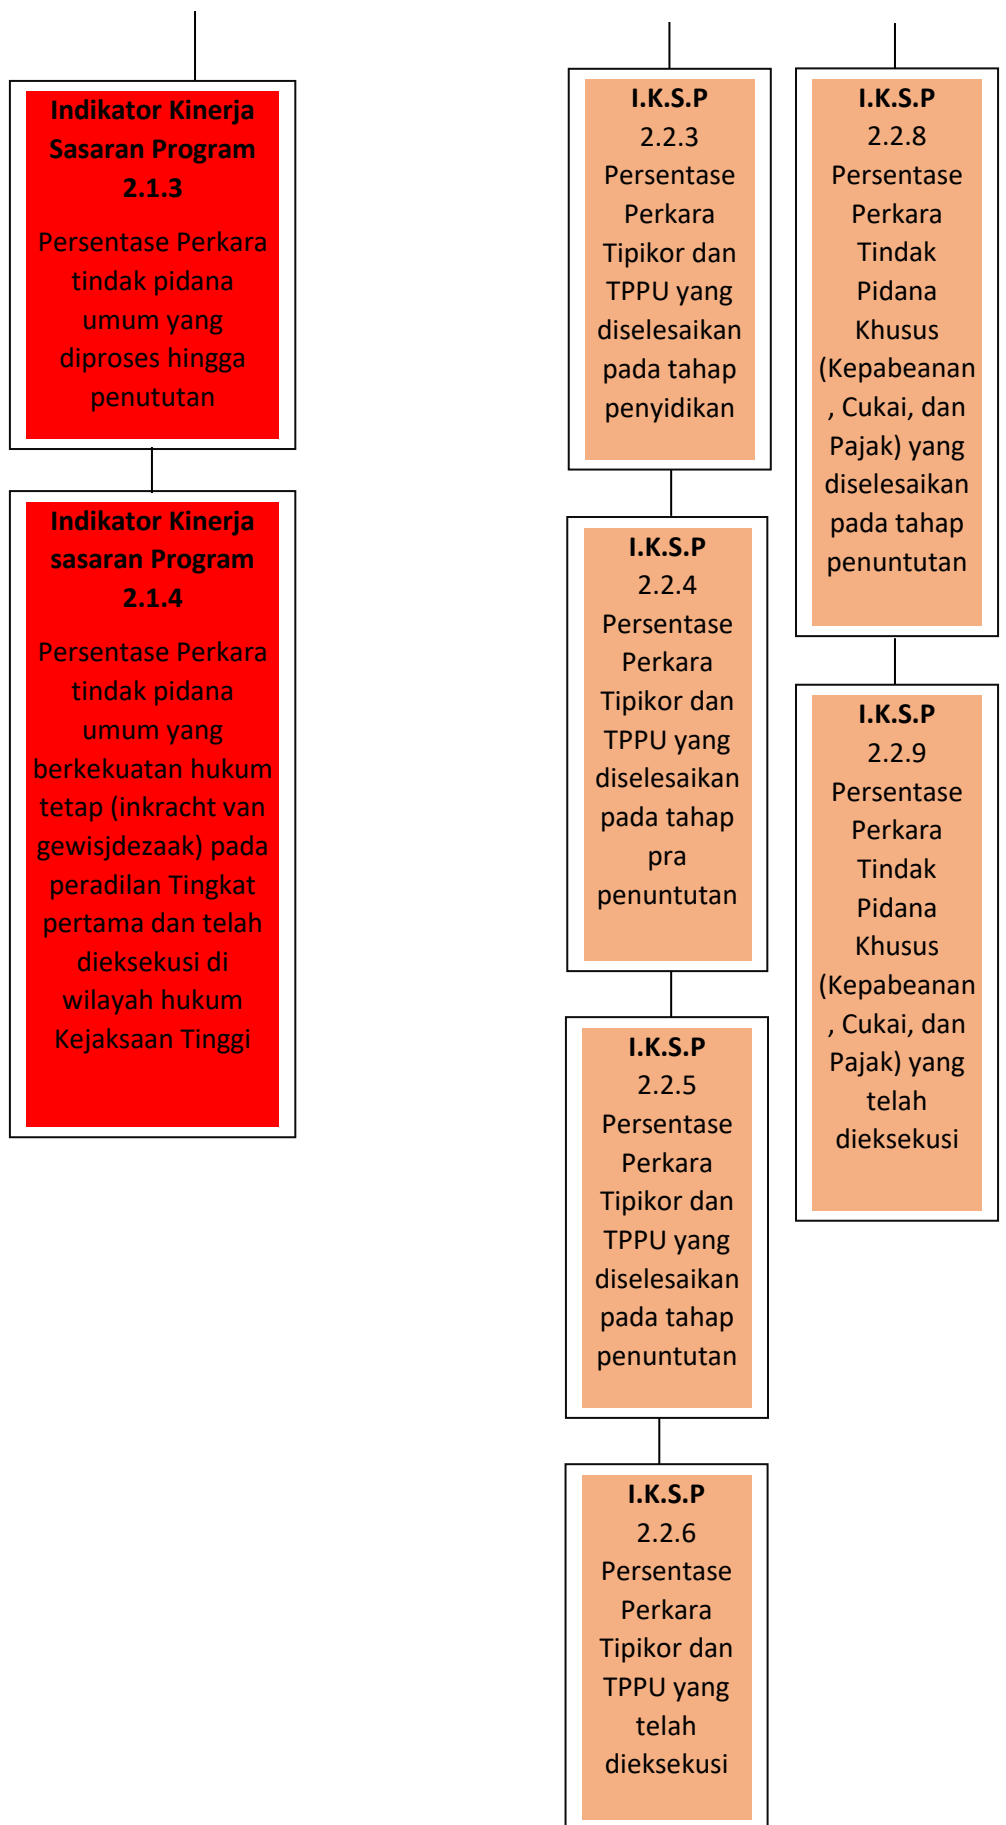 Indikator Kinerja
Sasaran Program
2.1.3
Persentase Perkara
tindak pidana
umum yang
diproses hingga
penututan
Indikator Kinerja
sasaran Program
2.1.4
Persentase Perkara
tindak pidana
umum yang
berkekuatan hukum
tetap (inkracht van
gewisjdezaak) pada
peradilan Tingkat
pertama dan telah
dieksekusi di
wilayah hukum
Kejaksaan Tinggi
I.K.S.P
2.2.3
Persentase
Perkara
Tipikor dan
TPPU yang
diselesaikan
pada tahap
penyidikan
I.K.S.P
2.2.4
Persentase
Perkara
Tipikor dan
TPPU yang
diselesaikan
pada tahap
pra
penuntutan
I.K.S.P
2.2.5
Persentase
Perkara
Tipikor dan
TPPU yang
diselesaikan
pada tahap
penuntutan
I.K.S.P
2.2.6
Persentase
Perkara
Tipikor dan
TPPU yang
telah
dieksekusi
I.K.S.P
2.2.8
Persentase
Perkara
Tindak
Pidana
Khusus
(Kepabeanan
, Cukai, dan
Pajak) yang
diselesaikan
pada tahap
penuntutan
I.K.S.P
2.2.9
Persentase
Perkara
Tindak
Pidana
Khusus
(Kepabeanan
, Cukai, dan
Pajak) yang
telah
dieksekusi